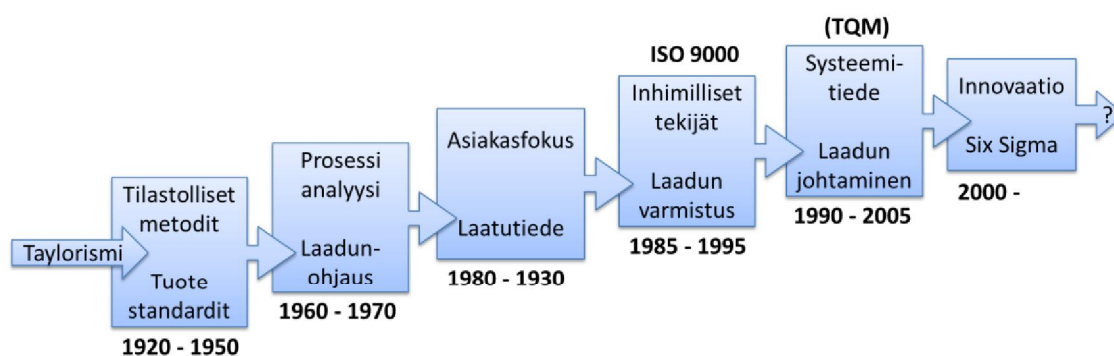 Taylorismi
Tilastolliset
metodit
Tuote
standardit
1920 - 1950
Prosessi
analyysi
Laadun-
ohjaus
1960 - 1970
Asiakasfokus
Laatutiede
1980 - 1930
ISO 9000
Inhimilliset
tekijät
Laadun
varmistus
1985 - 1995
(TQM)
Systeemi-
tiede
Laadun
johtaminen
1990 - 2005
Innovaatio
Six Sigma
2000 -
?